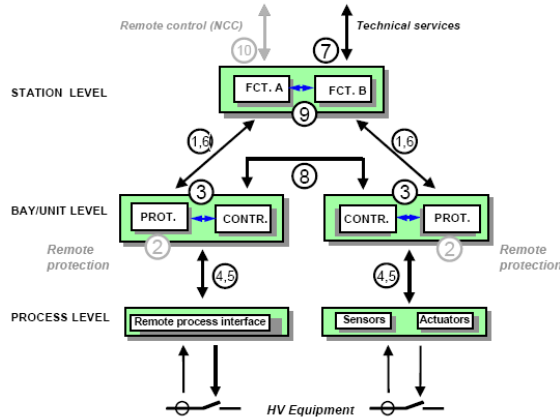 Remote control (NCC)
Technical services
10
7
FCT. A
FCT. B
STATION LEVEL
9
1,6
1,6
8
3
3
PROT.
CONTR.
CONTR.
PROT.
BAY/UNIT LEVEL
2
2
Remote protection
Remote protection
4,5
4,5
PROCESS LEVEL
Remote process interface
Sensors
Actuators
HV Equipment